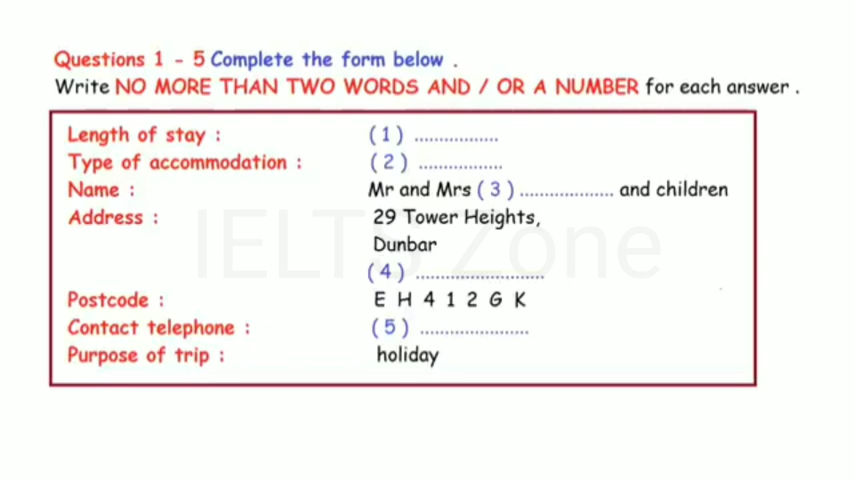 Questions 1 - 5 Complete the form below .
Write NO MORE THAN TWO WORDS AND / OR A NUMBER for each answer .
Length of stay : ( 1 ) .................
Type of accommodation : ( 2 ) .................
Name : Mr and Mrs ( 3 ) ................... and children
Address : 29 Tower Heights,
Dunbar
( 4 ) ..........................
Postcode : E H 4 1 2 G K
Contact telephone : ( 5 ) ......................
Purpose of trip : holiday
IELTS Zone